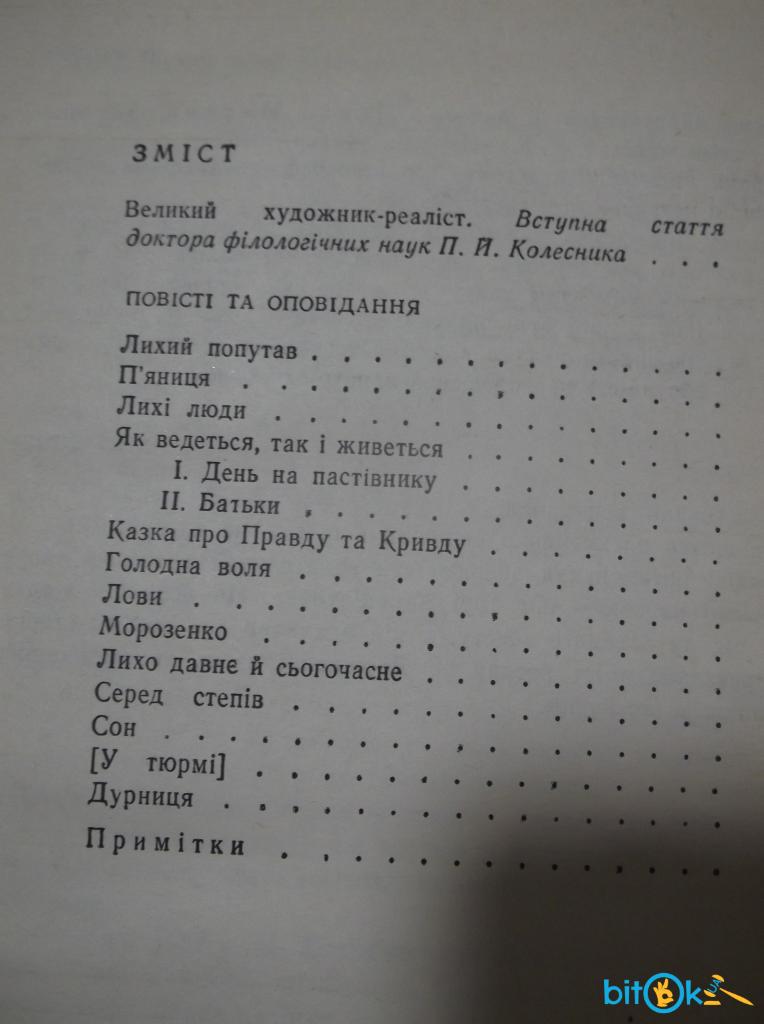 ЗМІСТ
Великий художник-реаліст. Вступна стаття
доктора філологічних наук П. Й. Колесника . . .
ПОВІСТІ ТА ОПОВІДАННЯ
Лихий попутав . . . . . . . . . . . . . .
П'яниця . . . . . . . . . . . . . . . .
Лихі люди . . . . . . . . . . . . . . .
Як ведеться, так і живеться . . . . . . . . .
І. День на пастівнику . . . . . . . . .
ІІ. Батьки . . . . . . . . . . . . . .
Казка про Правду та Кривду . . . . . . . .
Голодна воля . . . . . . . . . . . . . .
Лови . . . . . . . . . . . . . . . . .
Морозенко . . . . . . . . . . . . . . .
Лихо давнє й сьогочасне . . . . . . . . . .
Серед степів . . . . . . . . . . . . . .
Сон . . . . . . . . . . . . . . . . . .
[У тюрмі] . . . . . . . . . . . . . . .
Дурниця . . . . . . . . . . . . . . . .
Примітки . . . . . . . . . . . . .
bitOk UA